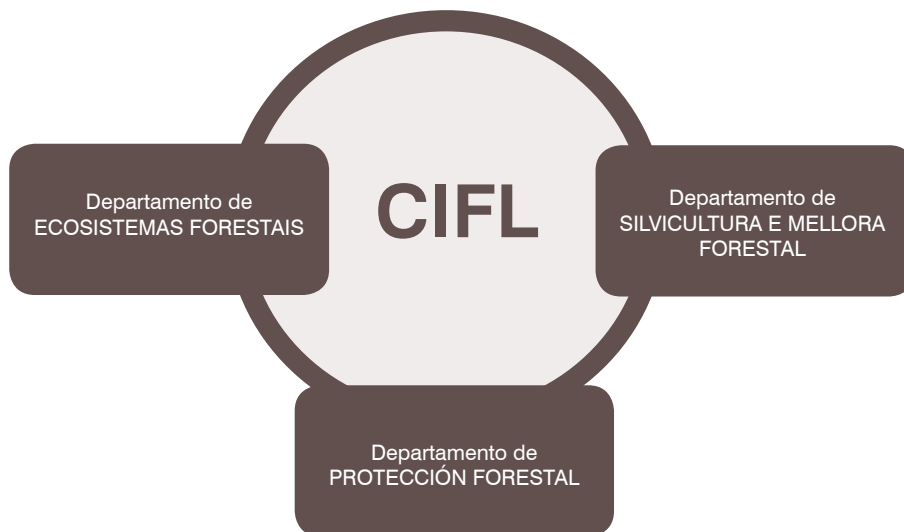 CIFL
Departamento de
ECOSISTEMAS FORESTAIS
Departamento de
SILVICULTURA E MELLORA
FORESTAL
Departamento de
PROTECCIÓN FORESTAL